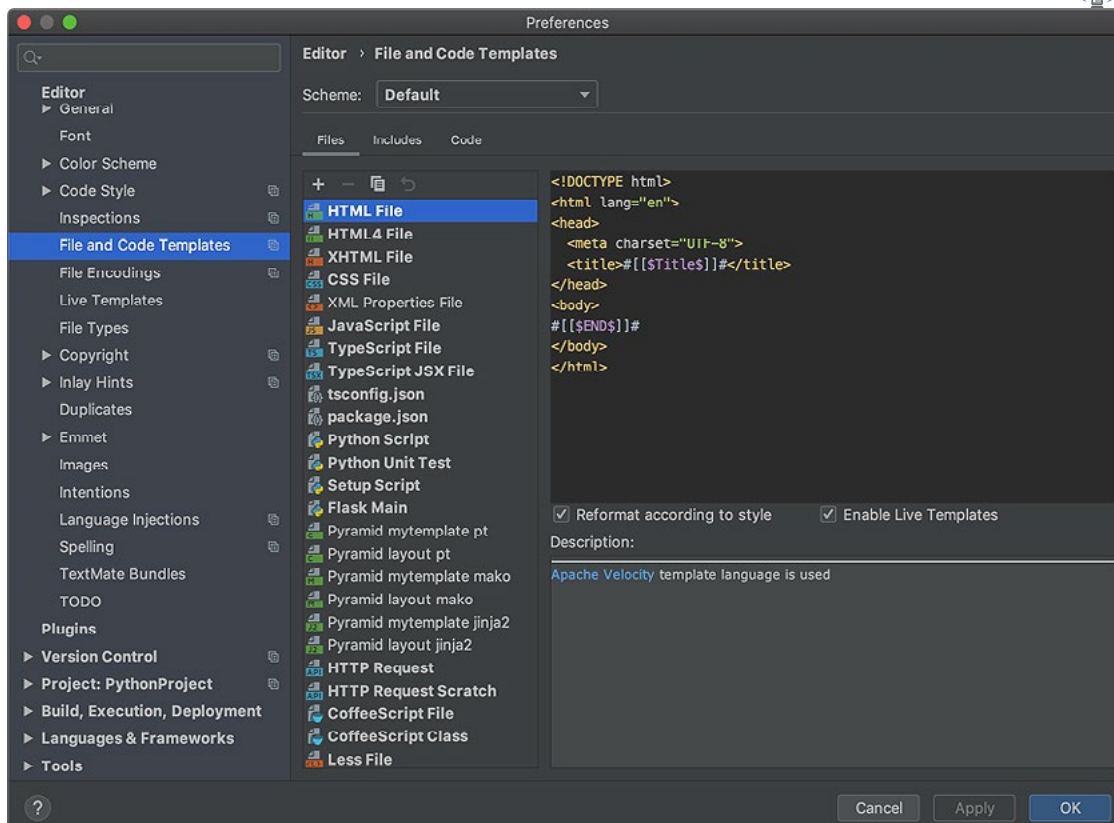 Preferences
Editor
General
Font
Color Scheme
Code Style
Inspections
File and Code Templates
File Encodings
Live Templates
File Types
Copyright
Inlay Hints
Duplicates
Emmet
Images
Intentions
Language Injections
Spelling
TextMate Bundles
TODO
Plugins
Version Control
Project: PythonProject
Build, Execution, Deployment
Languages & Frameworks
Tools
?
Editor › File and Code Templates
Scheme: Default
Files Includes Code
HTML File
HTML4 File
XHTML File
CSS File
XML Properties File
JavaScript File
TypeScript File
TypeScript JSX File
tsconfig.json
package.json
Python Script
Python Unit Test
Setup Script
Flask Main
Pyramid mytemplate pt
Pyramid layout pt
Pyramid mytemplate mako
Pyramid layout mako
Pyramid mytemplate jinja2
Pyramid layout jinja2
HTTP Request
HTTP Request Scratch
CoffeeScript File
CoffeeScript Class
Less File
<!DOCTYPE html>
<html lang="en">
<head>
  <meta charset="UTF-8">
  <title>#[[$Title$]]#</title>
</head>
<body>
#[[$END$]]#
</body>
</html>
Reformat according to style Enable Live Templates
Description:
Apache Velocity template language is used
Cancel Apply OK